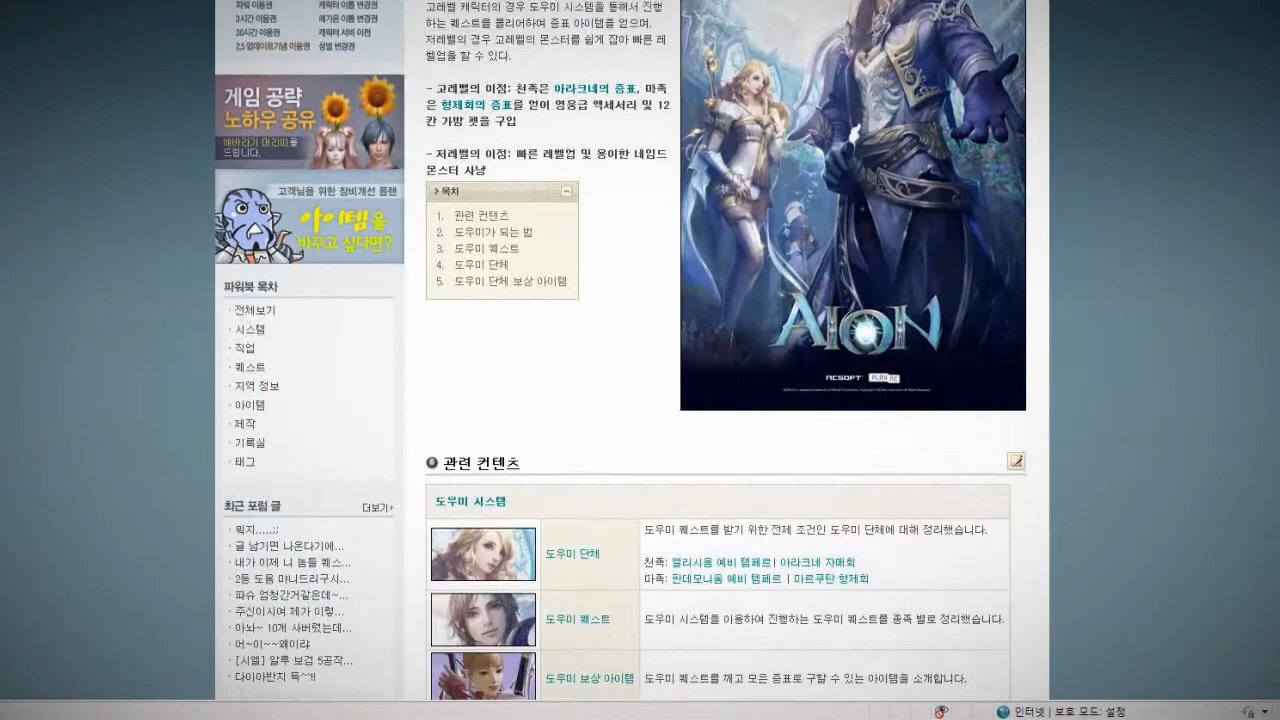 파워 이용권 캐릭터 이름 변경권
3시간 이용권 레기온 이름 변경권
30시간 이용권 캐릭터 서버 이전
2.5 업데이트기념 이용권 성별 변경권
게임 공략
노하우 공유
해바라기 머리띠를
드립니다.
고객님을 위한 장비개선 플랜
아이템을
바꾸고 싶다면?
파워북 목차
전체보기
시스템
직업
퀘스트
지역 정보
아이템
제작
기록실
태그
최근 포럼 글 더보기
뭐지.....;;
글 남기면 나온다기에...
내가 이제 니 놈들 퀘스...
2등 도움 마니드리구시...
파슈 엄청긴거같은데~...
주신이시여 제가 이렇...
아놔~ 10개 사버렸는데...
어~이~~왜이랴
[시엘] 알루 보검 5공작...
다이아반지 득~^!!
고레벨 캐릭터의 경우 도우미 시스템을 통해서 진행
하는 퀘스트를 클리어하여 증표 아이템을 얻으며,
저레벨의 경우 고레벨의 몬스터를 쉽게 잡아 빠른 레
벨업을 할 수 있다.
- 고레벨의 이점: 천족은 아라크네의 증표, 마족
은 형제회의 증표를 얻어 영웅급 액세서리 및 12
칸 가방 펫을 구입
- 저레벨의 이점: 빠른 레벨업 및 용이한 네임드
몬스터 사냥
목차
1. 관련 컨텐츠
2. 도우미가 되는 법
3. 도우미 퀘스트
4. 도우미 단체
5. 도우미 단체 보상 아이템
AION
NCSOFT PLAY NC
관련 컨텐츠
도우미 시스템
도우미 단체
도우미 퀘스트를 받기 위한 전제 조건인 도우미 단체에 대해 정리했습니다.
천족: 엘리시움 예비 템페르| 아라크네 자매회
마족: 판데모니움 예비 템페르 | 마르쿠탄 형제회
도우미 퀘스트
도우미 시스템을 이용하여 진행하는 도우미 퀘스트를 종족 별로 정리했습니다.
도우미 보상 아이템
도우미 퀘스트를 깨고 모은 증표로 구할 수 있는 아이템을 소개합니다.
인터넷 | 보호 모드: 설정